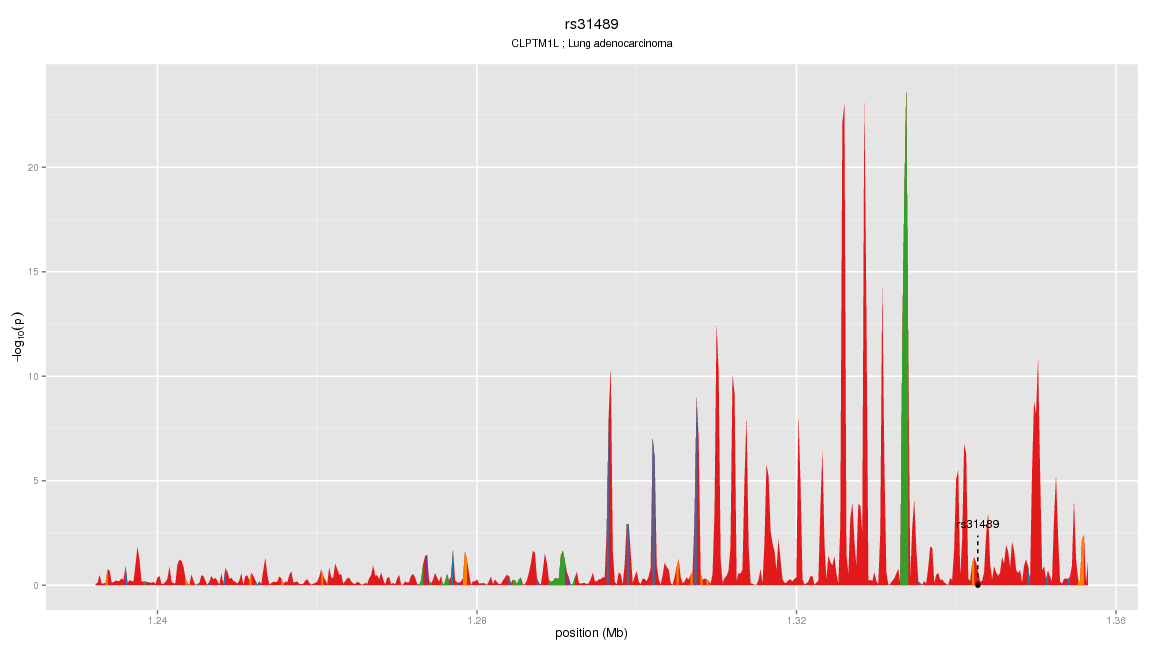 rs31489
CLPTM1L ; Lung adenocarcinoma
20
15
10
5
0
−log10(p)
rs31489
1.24
1.28
1.32
1.36
position (Mb)